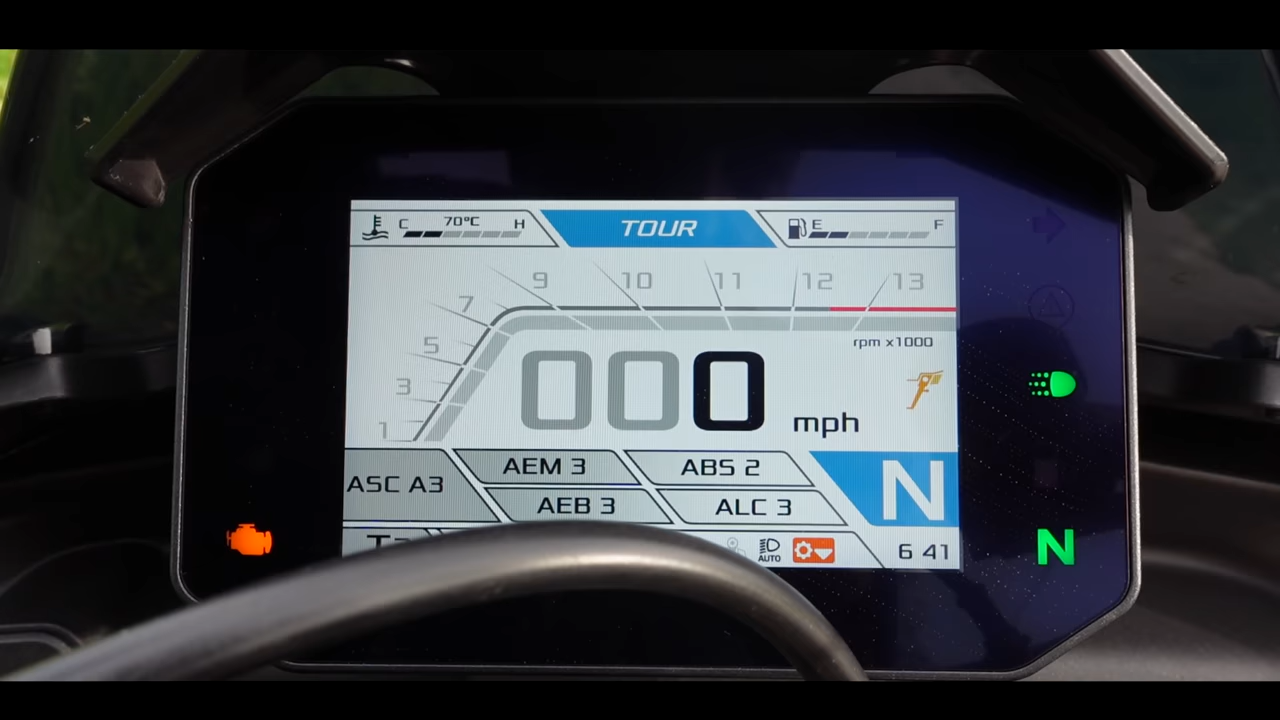 C 70°C H
TOUR
E F
9 10 11 12 13
7
5
3
1
rpm x1000
000 mph
ASC A3
AEM 3
ABS 2
AEB 3
ALC 3
N
AUTO
6 41
N